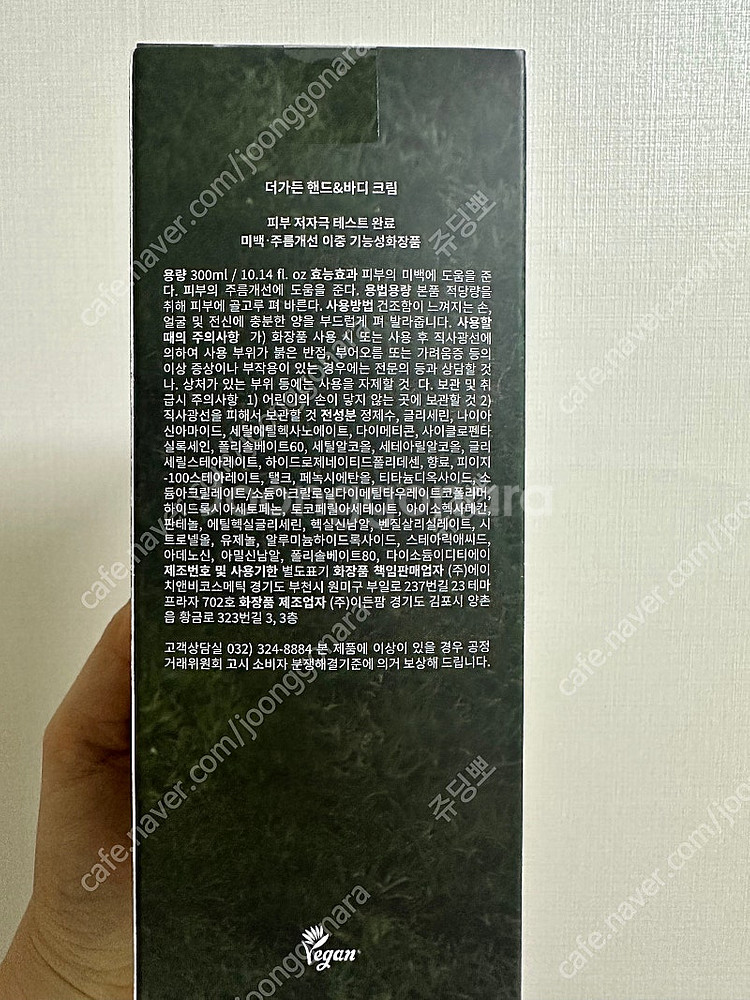 더가든 핸드&바디 크림
피부 저자극 테스트 완료
미백·주름개선 이중 기능성화장품
용량 300ml / 10.14 fl. oz 효능효과 피부의 미백에 도움을 준
다. 피부의 주름개선에 도움을 준다. 용법용량 본품 적당량을
취해 피부에 골고루 펴 바른다. 사용방법 건조함이 느껴지는 손,
얼굴 및 전신에 충분한 양을 부드럽게 펴 발라줍니다. 사용할
때의 주의사항 가) 화장품 사용 시 또는 사용 후 직사광선에
의하여 사용 부위가 붉은 반점, 부어오름 또는 가려움증 등의
이상 증상이나 부작용이 있는 경우에는 전문의 등과 상담할 것
나. 상처가 있는 부위 등에는 사용을 자제할 것. 다. 보관 및 취
급시 주의사항 1) 어린이의 손이 닿지 않는 곳에 보관할 것 2)
직사광선을 피해서 보관할 것 전성분 정제수, 글리세린, 나이아
신아마이드, 세틸에틸헥사노에이트, 다이메티콘, 사이클로펜타
실록세인, 폴리솔베이트60, 세틸알코올, 세테아릴알코올, 글리
세릴스테아레이트, 하이드로제네이티드폴리데센, 향료, 피이지
-100스테아레이트, 탤크, 페녹시에탄올, 티타늄디옥사이드, 소
듐아크릴레이트/소듐아크릴로일다이메틸타우레이트코폴리머,
하이드록시아세토페논, 토코페릴아세테이트, 아이소헥사데칸,
판테놀, 에틸헥실글리세린, 헥실신남알, 벤질살리실레이트, 시
트로넬올, 유제놀, 알루미늄하이드록사이드, 스테아릭애씨드,
아데노신, 아밀신남알, 폴리솔베이트80, 다이소듐이디티에이
제조번호 및 사용기한 별도표기 화장품 책임판매업자 (주)에이
치앤비코스메틱 경기도 부천시 원미구 부일로 237번길 23 테마
프라자 702호 화장품 제조업자 (주)이든팜 경기도 김포시 양촌
읍 황금로 323번길 3, 3층
고객상담실 032) 324-8884 본 제품에 이상이 있을 경우 공정
거래위원회 고시 소비자 분쟁해결기준에 의거 보상해 드립니다.
Vegan
cafe.naver.com/joonggonara
쥬딩뽀
joonggonara
쥬딩뽀